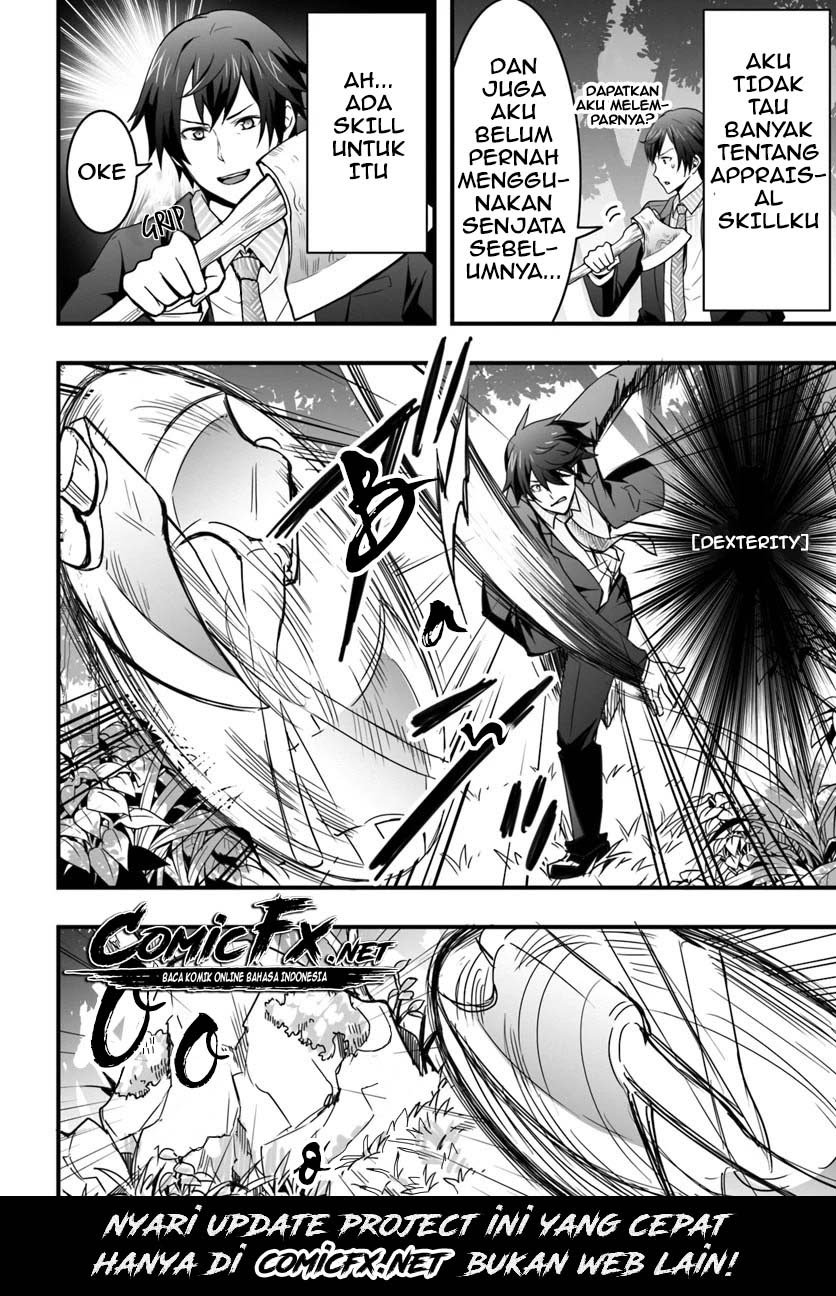 AKU
TIDAK
TAU
BANYAK
TENTANG
APPRAIS-
AL
SKILLKU
DAPATKAN
AKU MELEM-
PARNYA?
DAN
JUGA
AKU
BELUM
PERNAH
MENGGU-
NAKAN
SENJATA
SEBEL-
UMNYA...
AH...
ADA
SKILL
UNTUK
ITU
OKE
GRIP
[DEXTERITY]
B
a
n
O
o
o
COMICFX.NET
BACA KOMIK ONLINE BAHASA INDONESIA
NYARI UPDATE PROJECT INI YANG CEPAT
HANYA DI COMICFX.NET BUKAN WEB LAIN!